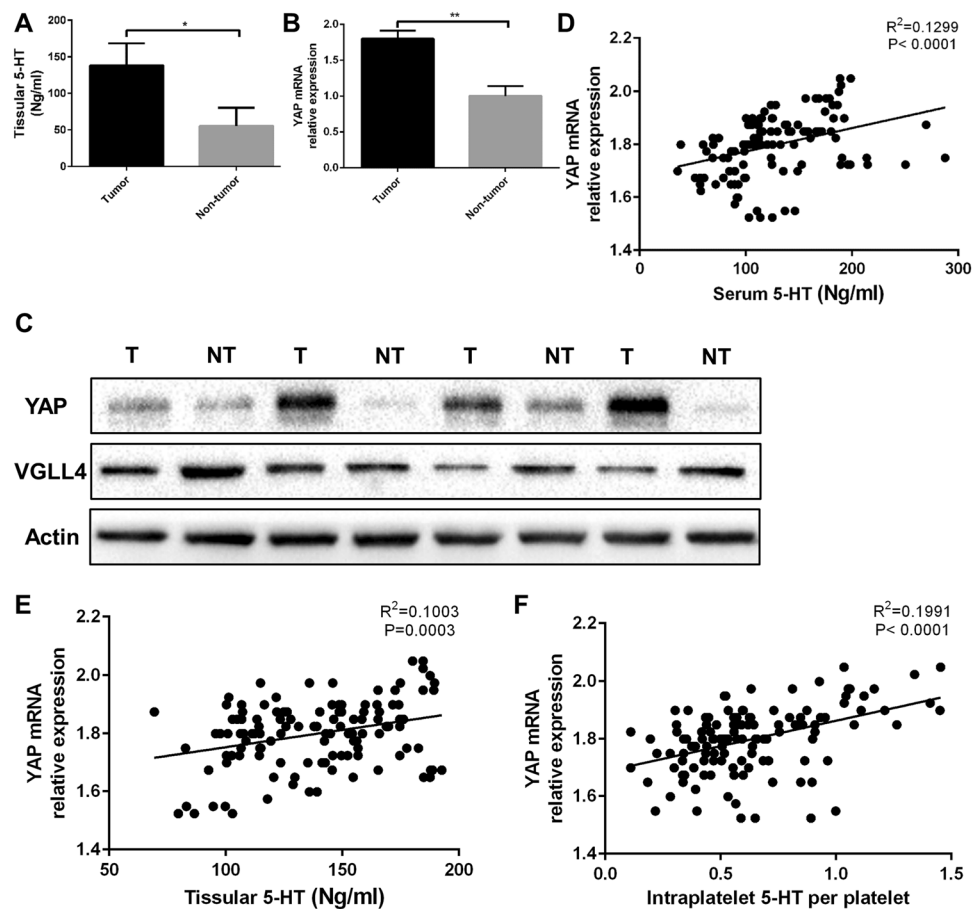 A
Tissular 5-HT
(Ng/ml)
200
150
100
50
0
*
Tumor
Non-tumor
B
YAP mRNA
relative expression
2.0
1.5
1.0
0.5
0.0
**
Tumor
Non-tumor
D
R²=0.1299
P< 0.0001
YAP mRNA
relative expression
2.2
2.0
1.8
1.6
1.4
0
100
200
300
Serum 5-HT (Ng/ml)
C
T NT T NT T NT T NT
YAP
VGLL4
Actin
E
R²=0.1003
P=0.0003
YAP mRNA
relative expression
2.2
2.0
1.8
1.6
1.4
50
100
150
200
Tissular 5-HT (Ng/ml)
F
R²=0.1991
P< 0.0001
YAP mRNA
relative expression
2.2
2.0
1.8
1.6
1.4
0.0
0.5
1.0
1.5
Intraplatelet 5-HT per platelet